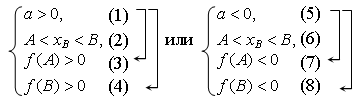 a > 0, (1) a < 0, (5)
A < x_B < B, (2) или A < x_B < B, (6)
f(A) > 0 (3) f(A) < 0 (7)
f(B) > 0 (4) f(B) < 0 (8)